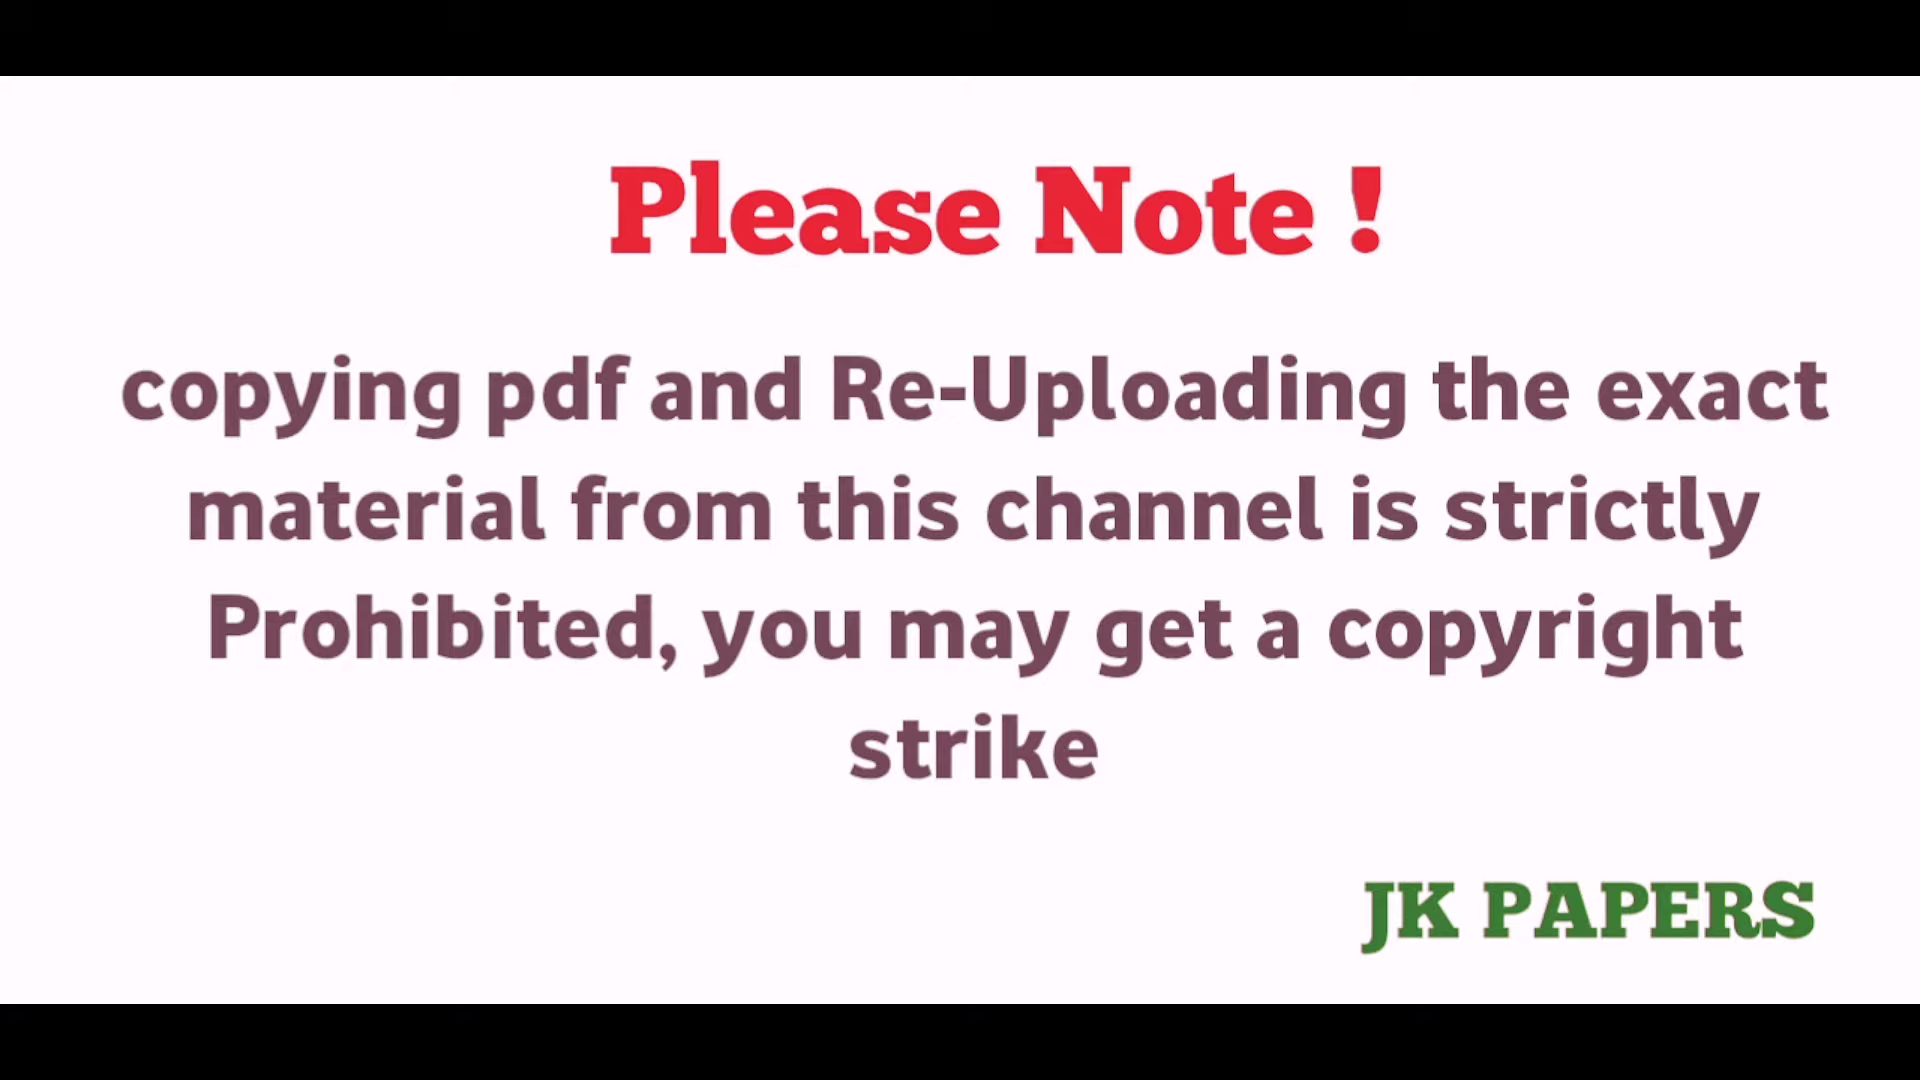 Please Note !
copying pdf and Re-Uploading the exact
material from this channel is strictly
Prohibited, you may get a copyright
strike
JK PAPERS